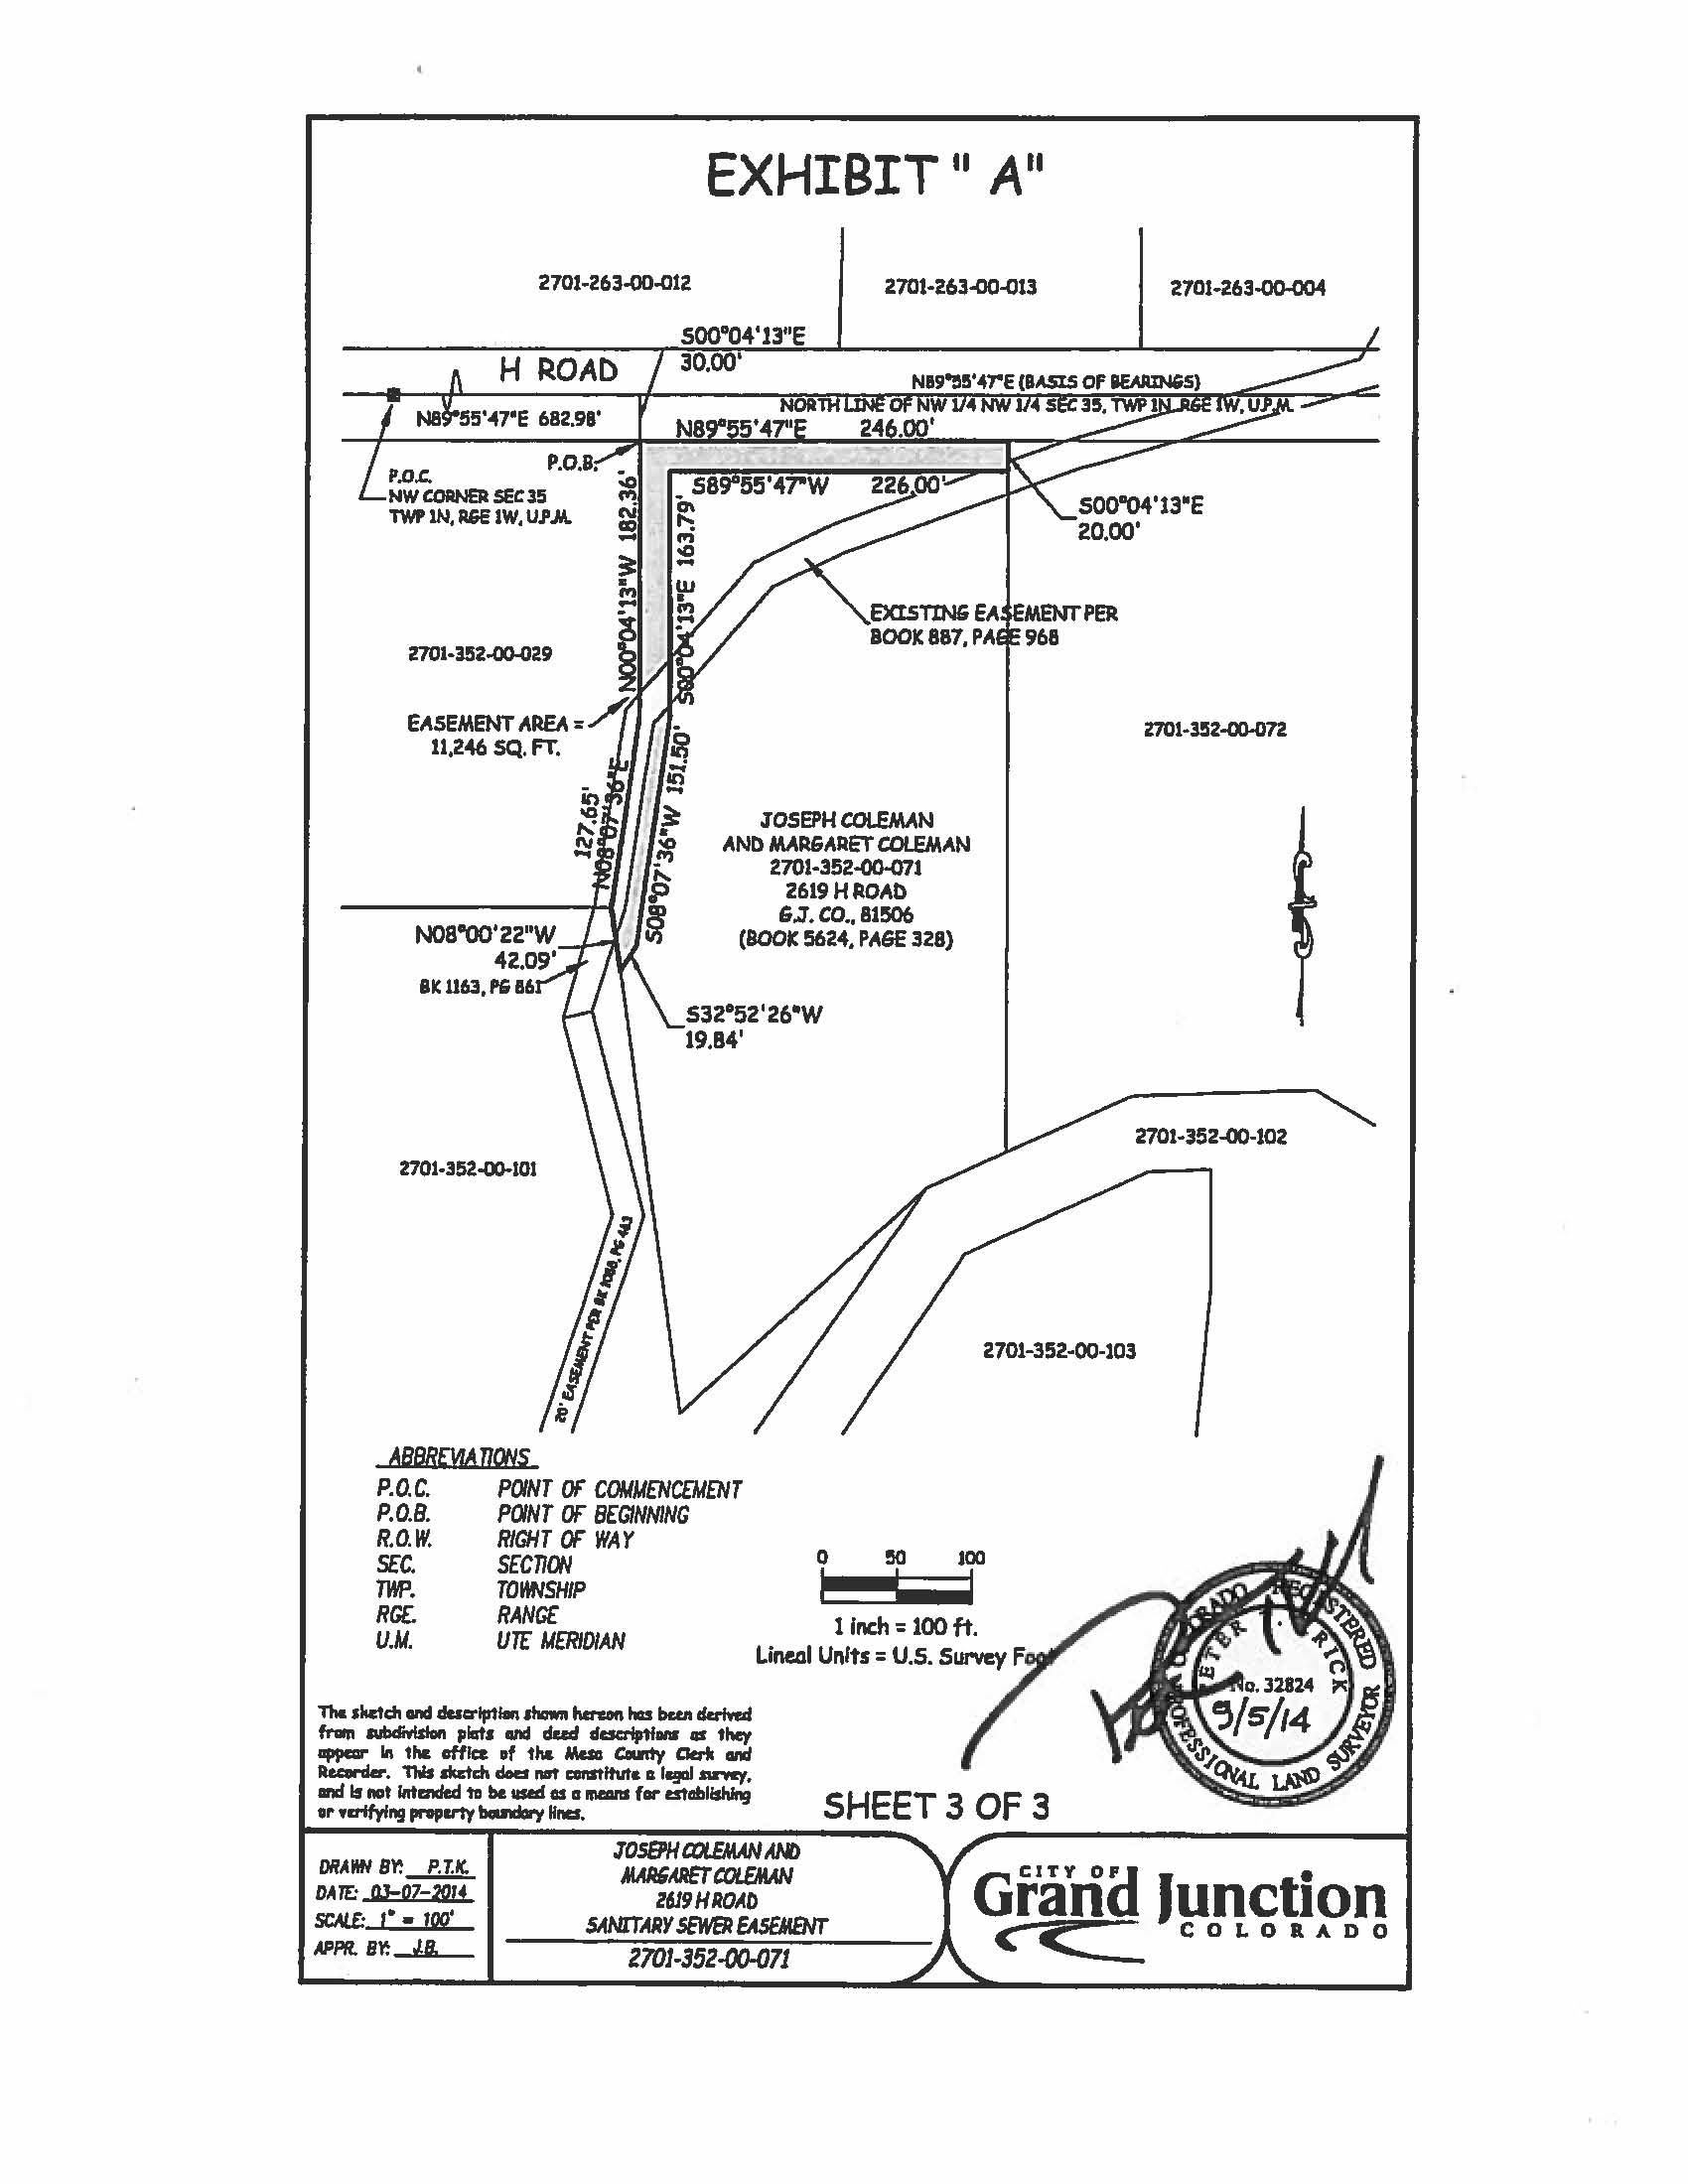 EXHIBIT " A"
2701-263-00-012
2701-263-00-013
2701-263-00-004
S00°04'13"E
30.00'
H ROAD
N89°55'47"E (BASIS OF BEARINGS)
NORTH LINE OF NW 1/4 NW 1/4 SEC 35, TWP 1N, RGE 1W, U.P.M.
N89°55'47"E 682.98'
N89°55'47"E 246.00'
P.O.B.
P.O.C.
NW CORNER SEC 35
TWP 1N, RGE 1W, U.P.M.
S89°55'47"W 226.00'
S00°04'13"E
20.00'
N00°04'13"W 182.36'
S00°04'13"E 163.79'
EXISTING EASEMENT PER
BOOK 887, PAGE 968
2701-352-00-029
EASEMENT AREA =
11,246 SQ. FT.
2701-352-00-072
127.65'
N08°07'36"E
S08°07'36"W 151.50'
JOSEPH COLEMAN
AND MARGARET COLEMAN
2701-352-00-071
2619 H ROAD
G.J. CO., 81506
(BOOK 5624, PAGE 328)
N08°00'22"W
42.09'
BK 1163, PG 861
S32°52'26"W
19.84'
2701-352-00-102
2701-352-00-101
20' EASEMENT PER BK 1088, PG 443
2701-352-00-103
ABBREVIATIONS
P.O.C. POINT OF COMMENCEMENT
P.O.B. POINT OF BEGINNING
R.O.W. RIGHT OF WAY
SEC. SECTION
TWP. TOWNSHIP
RGE. RANGE
U.M. UTE MERIDIAN
0 50 100
1 inch = 100 ft.
Lineal Units = U.S. Survey Foot
COLORADO REGISTERED
PETER T. KRICK
No. 32824
9/5/14
PROFESSIONAL LAND SURVEYOR
The sketch and description shown hereon has been derived
from subdivision plats and deed descriptions as they
appear in the office of the Mesa County Clerk and
Recorder. This sketch does not constitute a legal survey,
and is not intended to be used as a means for establishing
or verifying property boundary lines.
SHEET 3 OF 3
DRAWN BY: P.T.K.
DATE: 03-07-2014
SCALE: 1" = 100'
APPR. BY: J.B.
JOSEPH COLEMAN AND
MARGARET COLEMAN
2619 H ROAD
SANITARY SEWER EASEMENT
2701-352-00-071
CITY OF
Grand Junction
COLORADO